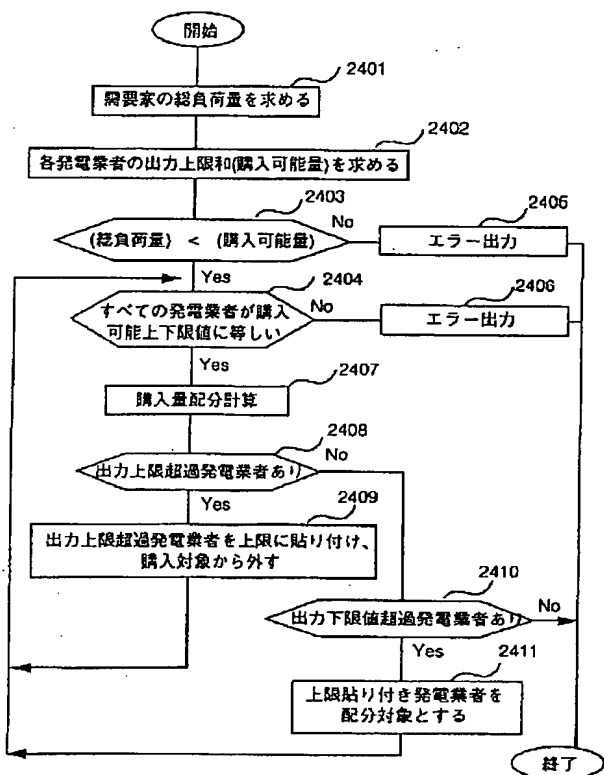 開始
2401
需要家の総負荷量を求める
2402
各発電業者の出力上限和(購入可能量)を求める
2403
(総負荷量) < (購入可能量)
No
2405
エラー出力
Yes
2404
すべての発電業者が購入
可能上下限値に等しい
No
2406
エラー出力
Yes
2407
購入量配分計算
2408
出力上限超過発電業者あり
No
Yes
2409
出力上限超過発電業者を上限に貼り付け、
購入対象から外す
2410
出力下限値超過発電業者あり
No
Yes
2411
上限貼り付き発電業者を
配分対象とする
終了